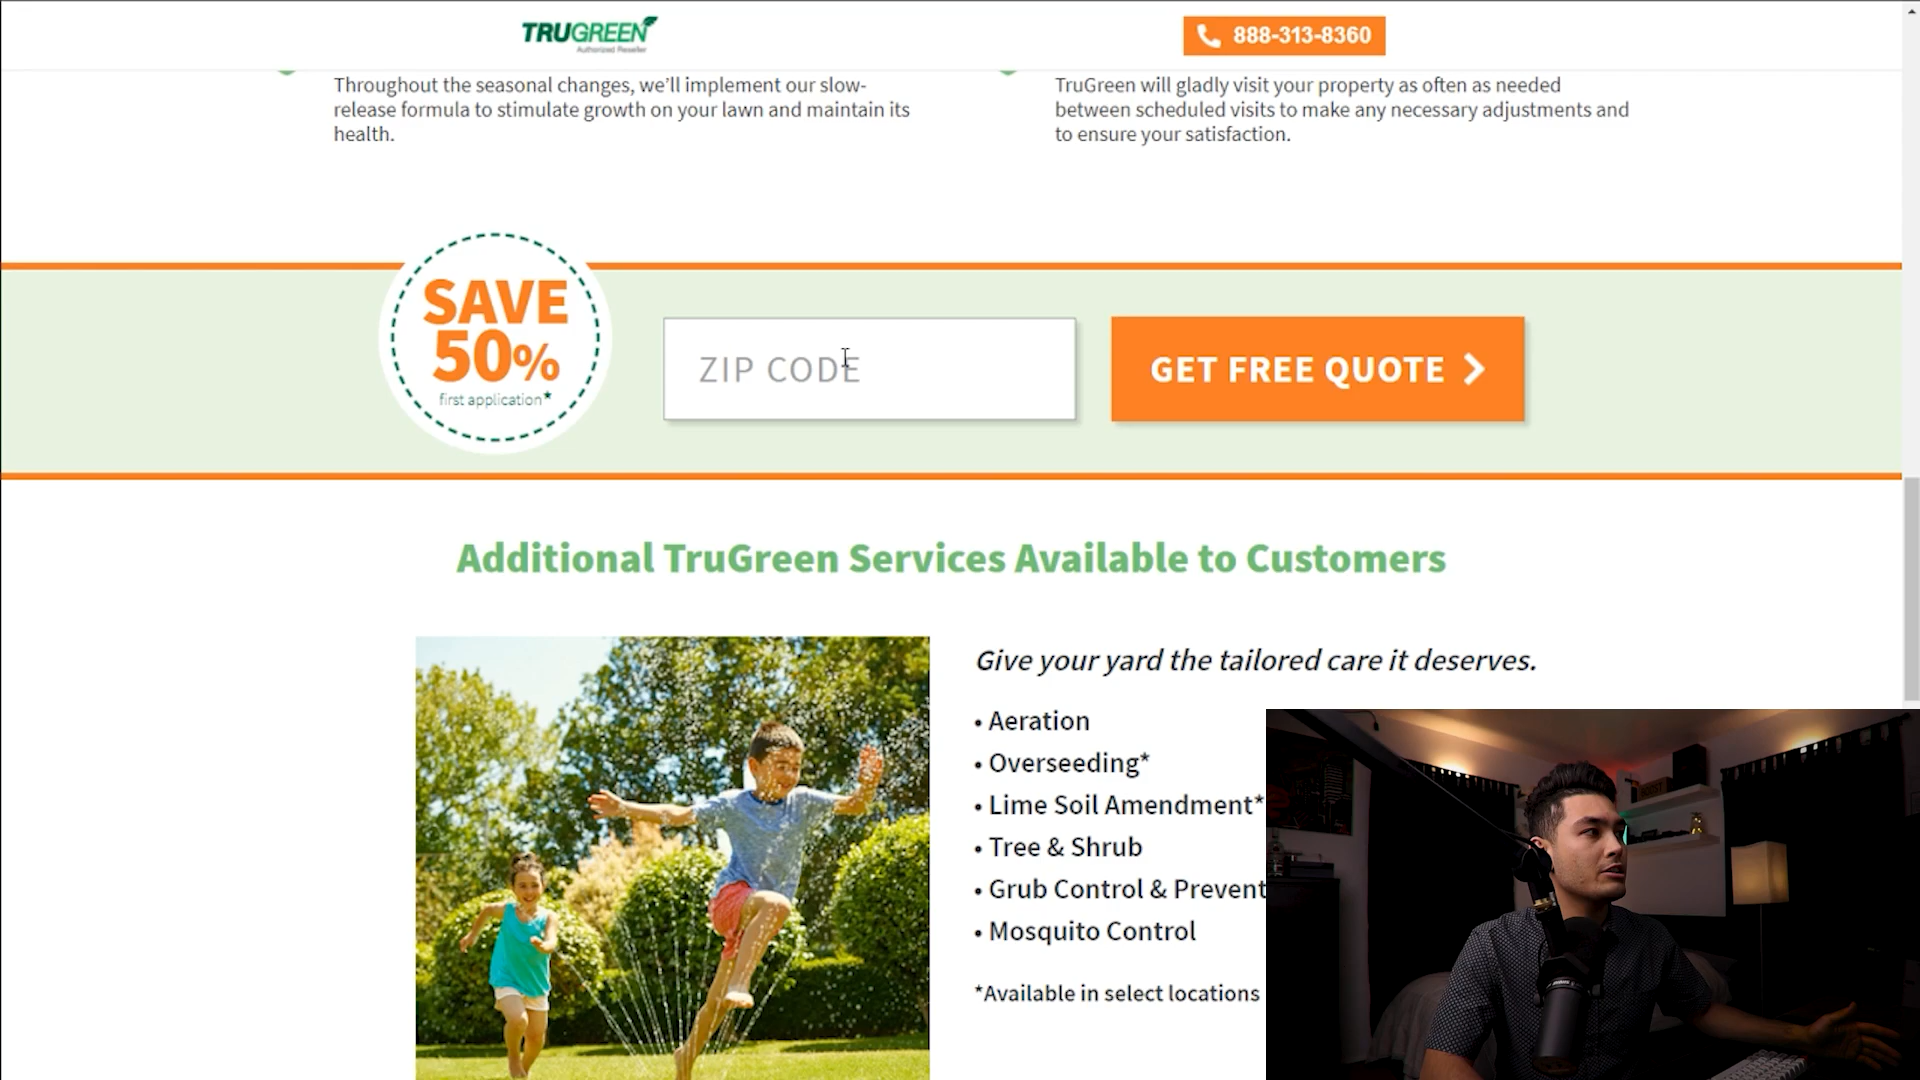 TRUGREEN
Authorized Reseller
888-313-8360
Throughout the seasonal changes, we'll implement our slow-
release formula to stimulate growth on your lawn and maintain its
health.
TruGreen will gladly visit your property as often as needed
between scheduled visits to make any necessary adjustments and
to ensure your satisfaction.
SAVE
50%
first application*
ZIP CODE
GET FREE QUOTE
Additional TruGreen Services Available to Customers
Give your yard the tailored care it deserves.
• Aeration
• Overseeding*
• Lime Soil Amendment*
• Tree & Shrub
• Grub Control & Prevent
• Mosquito Control
*Available in select locations